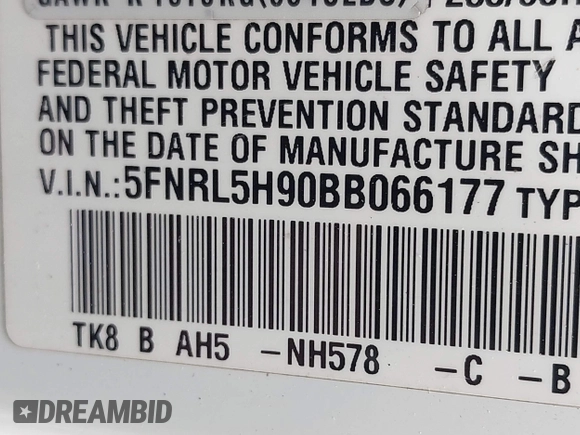 THIS VEHICLE CONFORMS TO ALL A
FEDERAL MOTOR VEHICLE SAFETY
AND THEFT PREVENTION STANDARD
ON THE DATE OF MANUFACTURE SH
V.I.N.:5FNRL5H90BB066177 TYP
TK8 B AH5 -NH578 -C -B
DREAMBID